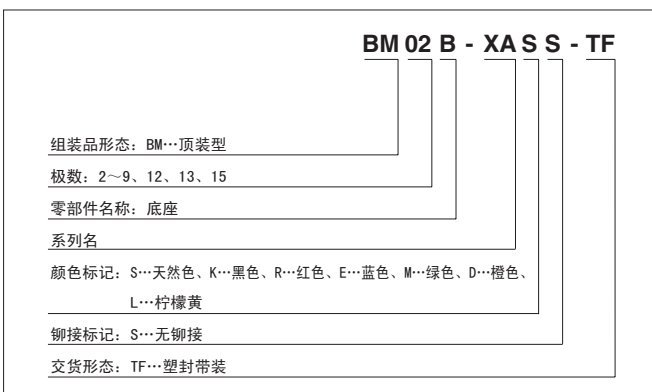 BM 02 B - XA S S - TF
组装品形态：BM…顶装型
极数：2～9、12、13、15
零部件名称：底座
系列名
颜色标记：S…天然色、K…黑色、R…红色、E…蓝色、M…绿色、D…橙色、
L…柠檬黄
铆接标记：S…无铆接
交货形态：TF…塑封带装